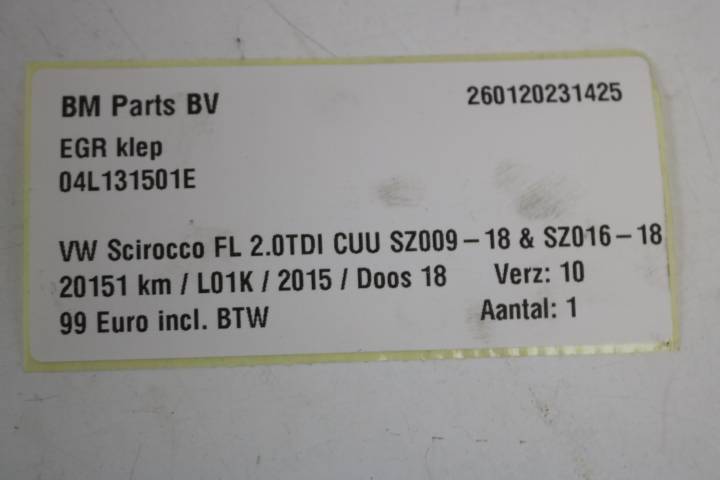 BM Parts BV 260120231425
EGR klep
04L131501E
VW Scirocco FL 2.0TDI CUU SZ009-18 & SZ016-18
20151 km / L01K / 2015 / Doos 18 Verz: 10
99 Euro incl. BTW Aantal: 1